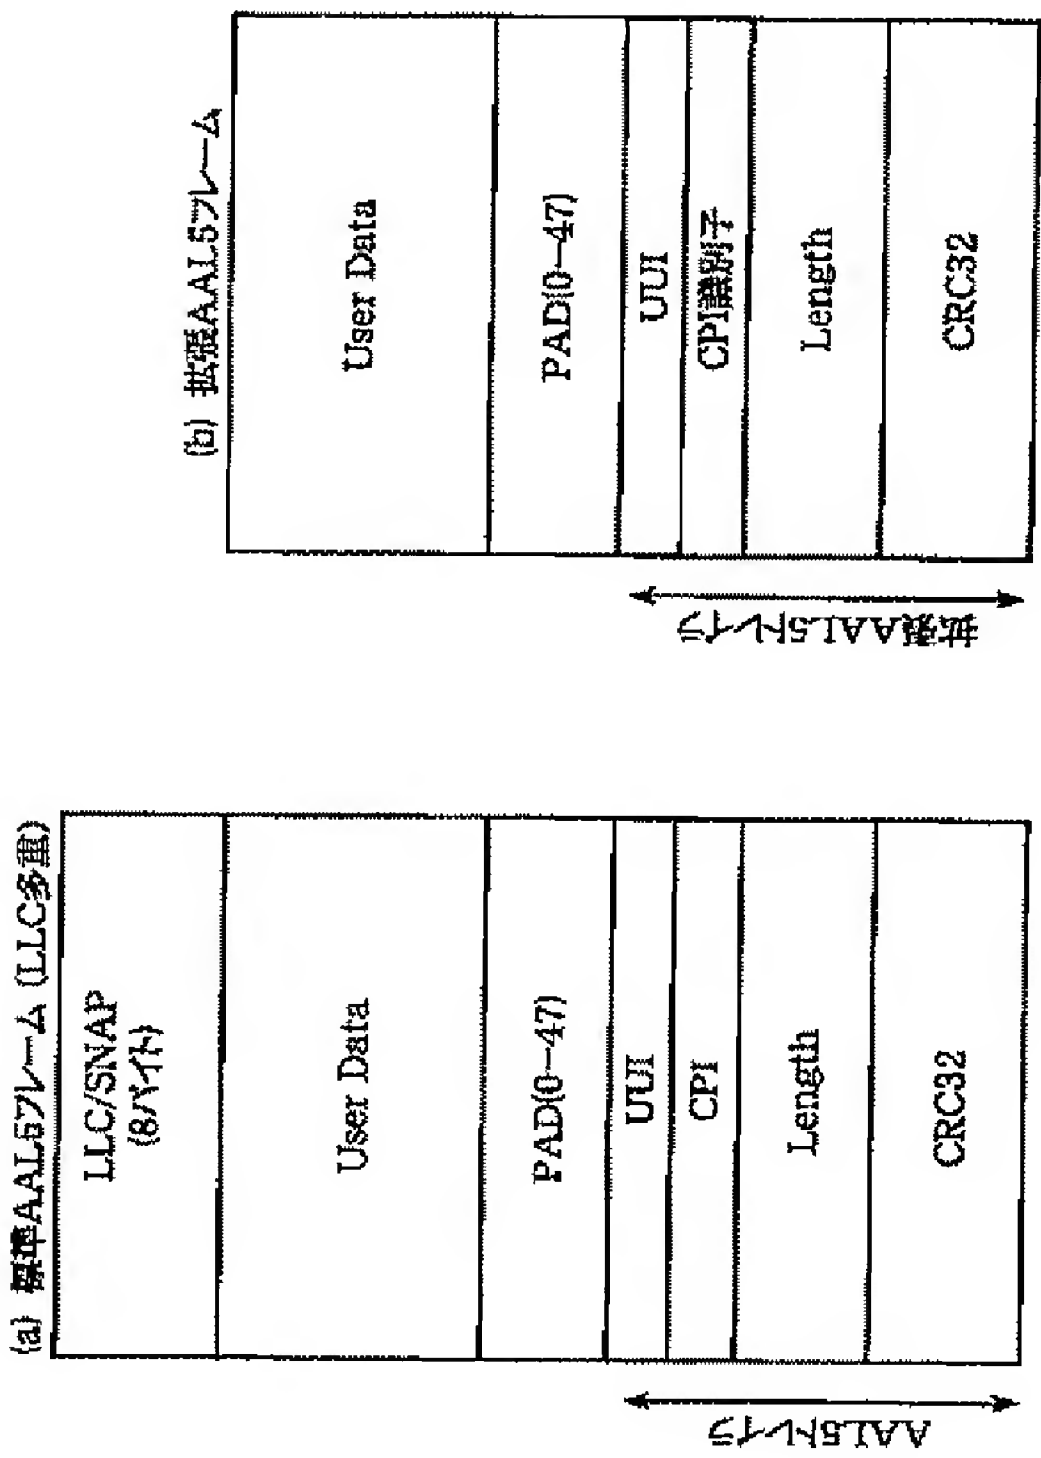 (a) 標準AAL5フレーム (LLC多重)
LLC/SNAP
(8バイト)
User Data
PAD(0-47)
UUI
CPI
Length
CRC32
AAL5トレイラ
(b) 拡張AAL5フレーム
User Data
PAD(0-47)
UUI
CPI識別子
Length
CRC32
拡張AAL5トレイラ